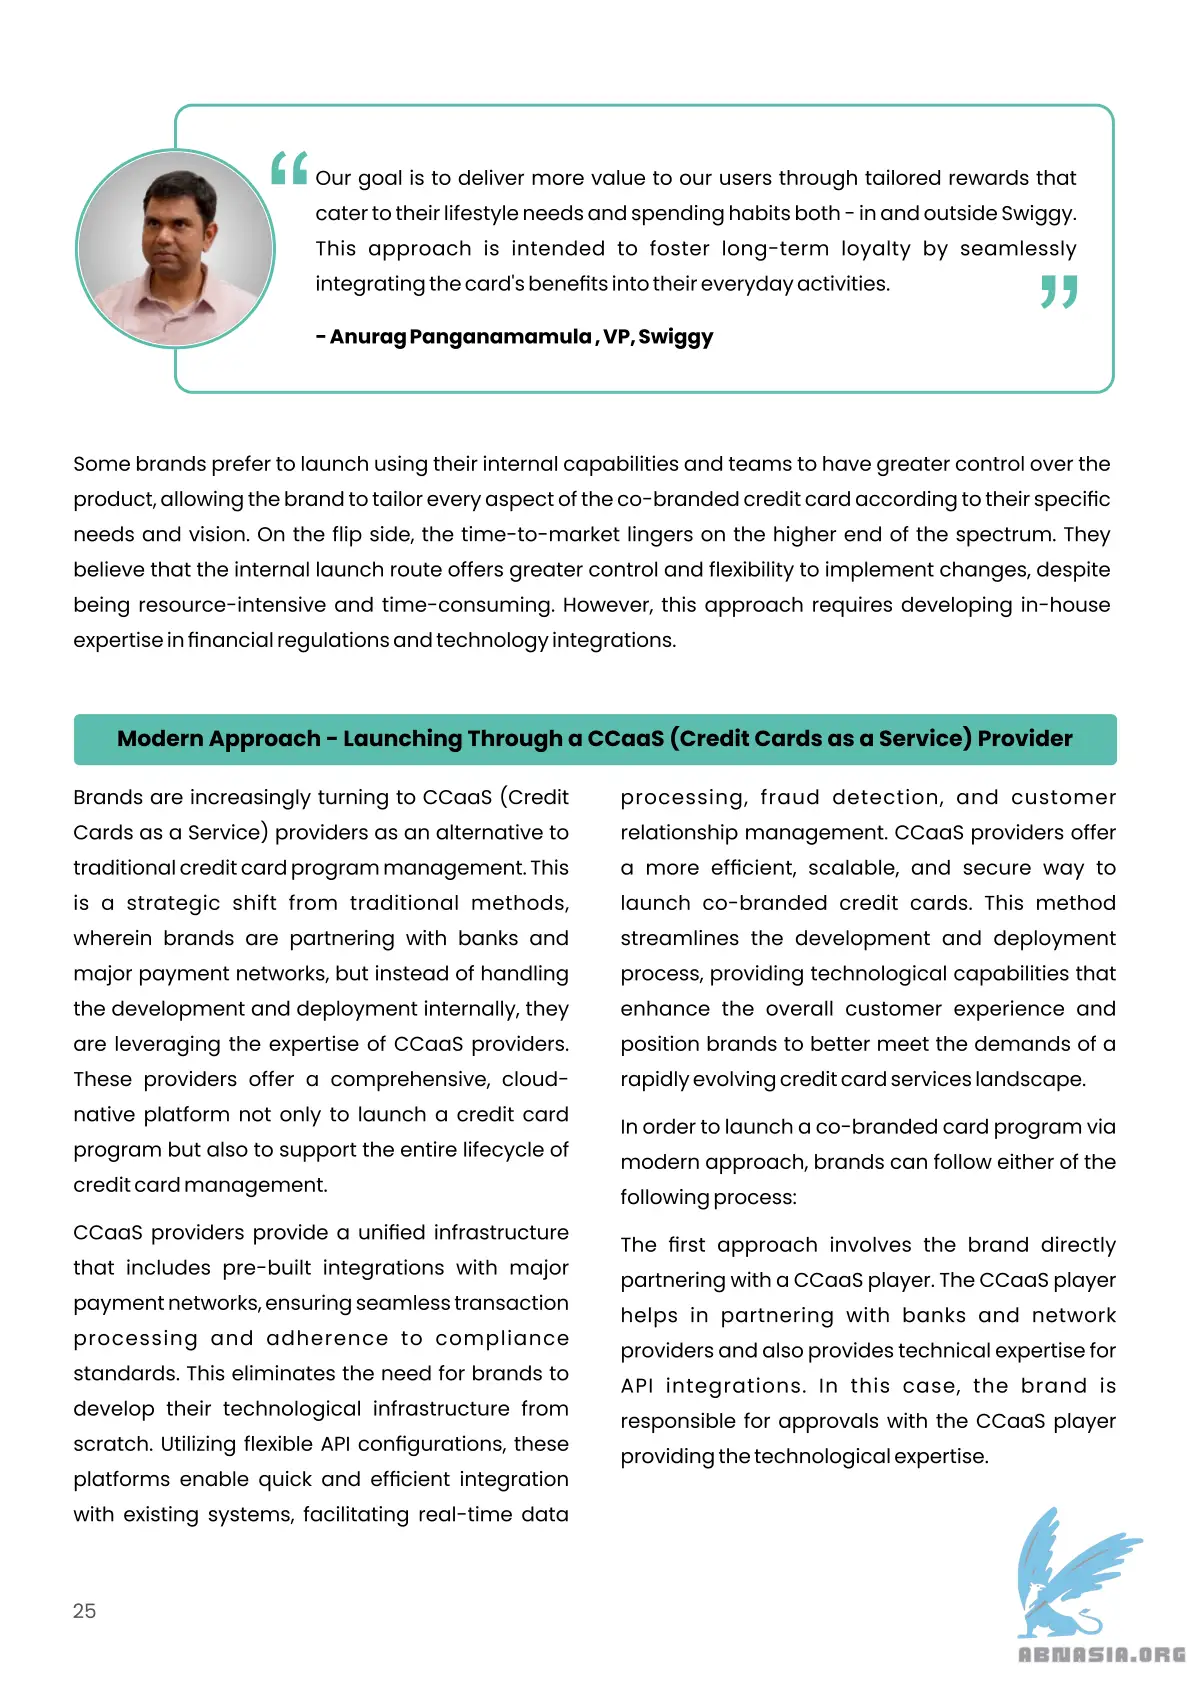 “
Our goal is to deliver more value to our users through tailored rewards that
cater to their lifestyle needs and spending habits both - in and outside Swiggy.
This approach is intended to foster long-term loyalty by seamlessly
integrating the card's benefits into their everyday activities.
”
- Anurag Panganamamula , VP, Swiggy
Some brands prefer to launch using their internal capabilities and teams to have greater control over the
product, allowing the brand to tailor every aspect of the co-branded credit card according to their specific
needs and vision. On the flip side, the time-to-market lingers on the higher end of the spectrum. They
believe that the internal launch route offers greater control and flexibility to implement changes, despite
being resource-intensive and time-consuming. However, this approach requires developing in-house
expertise in financial regulations and technology integrations.
Modern Approach - Launching Through a CCaaS (Credit Cards as a Service) Provider
Brands are increasingly turning to CCaaS (Credit
Cards as a Service) providers as an alternative to
traditional credit card program management. This
is a strategic shift from traditional methods,
wherein brands are partnering with banks and
major payment networks, but instead of handling
the development and deployment internally, they
are leveraging the expertise of CCaaS providers.
These providers offer a comprehensive, cloud-
native platform not only to launch a credit card
program but also to support the entire lifecycle of
credit card management.
CCaaS providers provide a unified infrastructure
that includes pre-built integrations with major
payment networks, ensuring seamless transaction
processing and adherence to compliance
standards. This eliminates the need for brands to
develop their technological infrastructure from
scratch. Utilizing flexible API configurations, these
platforms enable quick and efficient integration
with existing systems, facilitating real-time data
processing, fraud detection, and customer
relationship management. CCaaS providers offer
a more efficient, scalable, and secure way to
launch co-branded credit cards. This method
streamlines the development and deployment
process, providing technological capabilities that
enhance the overall customer experience and
position brands to better meet the demands of a
rapidly evolving credit card services landscape.
In order to launch a co-branded card program via
modern approach, brands can follow either of the
following process:
The first approach involves the brand directly
partnering with a CCaaS player. The CCaaS player
helps in partnering with banks and network
providers and also provides technical expertise for
API integrations. In this case, the brand is
responsible for approvals with the CCaaS player
providing the technological expertise.
25
ABNASIA.ORG